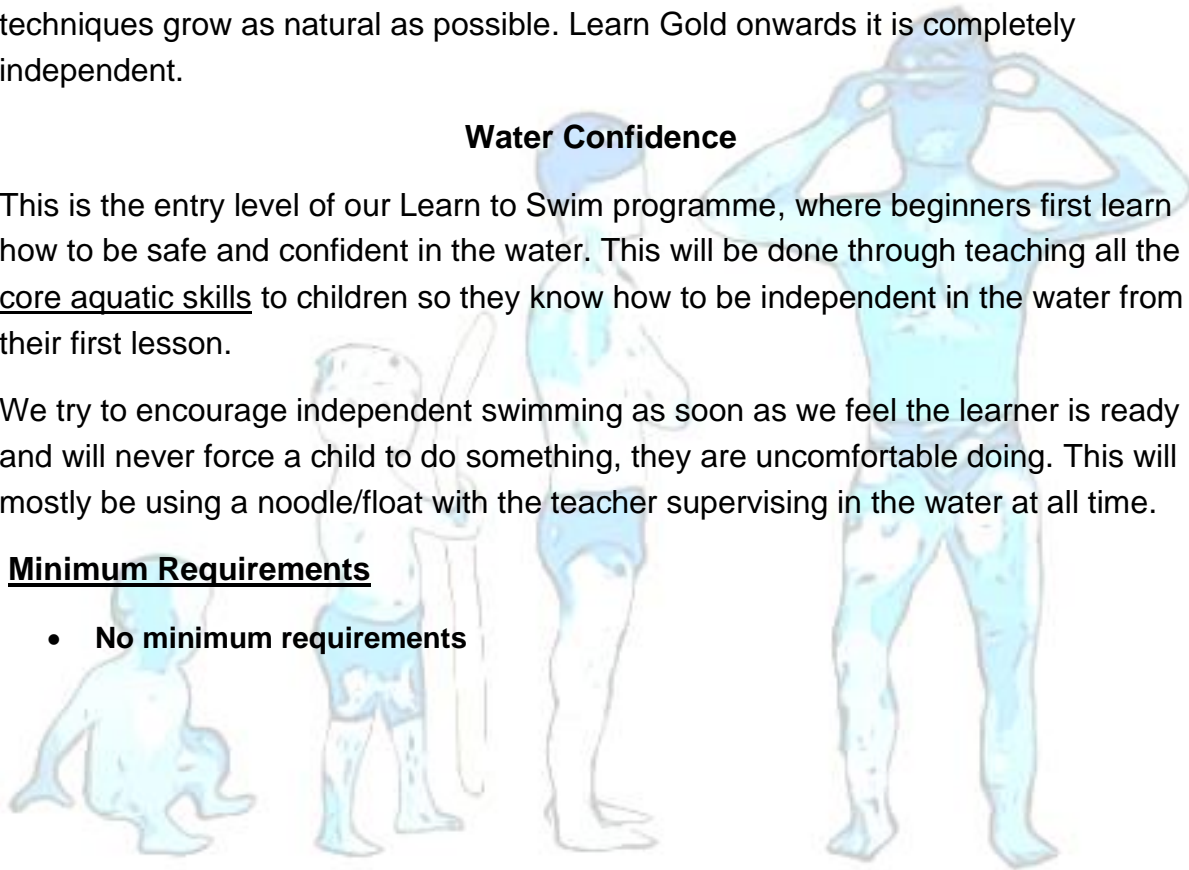 techniques grow as natural as possible. Learn Gold onwards it is completely
independent.
Water Confidence
This is the entry level of our Learn to Swim programme, where beginners first learn
how to be safe and confident in the water. This will be done through teaching all the
core aquatic skills to children so they know how to be independent in the water from
their first lesson.
We try to encourage independent swimming as soon as we feel the learner is ready
and will never force a child to do something, they are uncomfortable doing. This will
mostly be using a noodle/float with the teacher supervising in the water at all time.
Minimum Requirements
• No minimum requirements